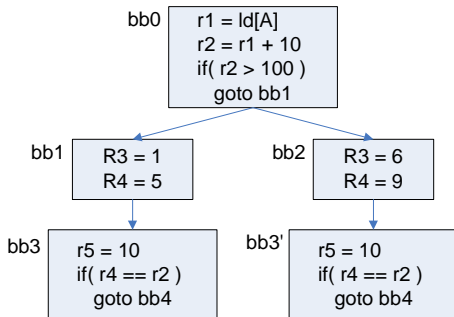 bb0
r1 = ld[A]
r2 = r1 + 10
if( r2 > 100 )
goto bb1
bb1
R3 = 1
R4 = 5
bb2
R3 = 6
R4 = 9
bb3
r5 = 10
if( r4 == r2 )
goto bb4
bb3'
r5 = 10
if( r4 == r2 )
goto bb4